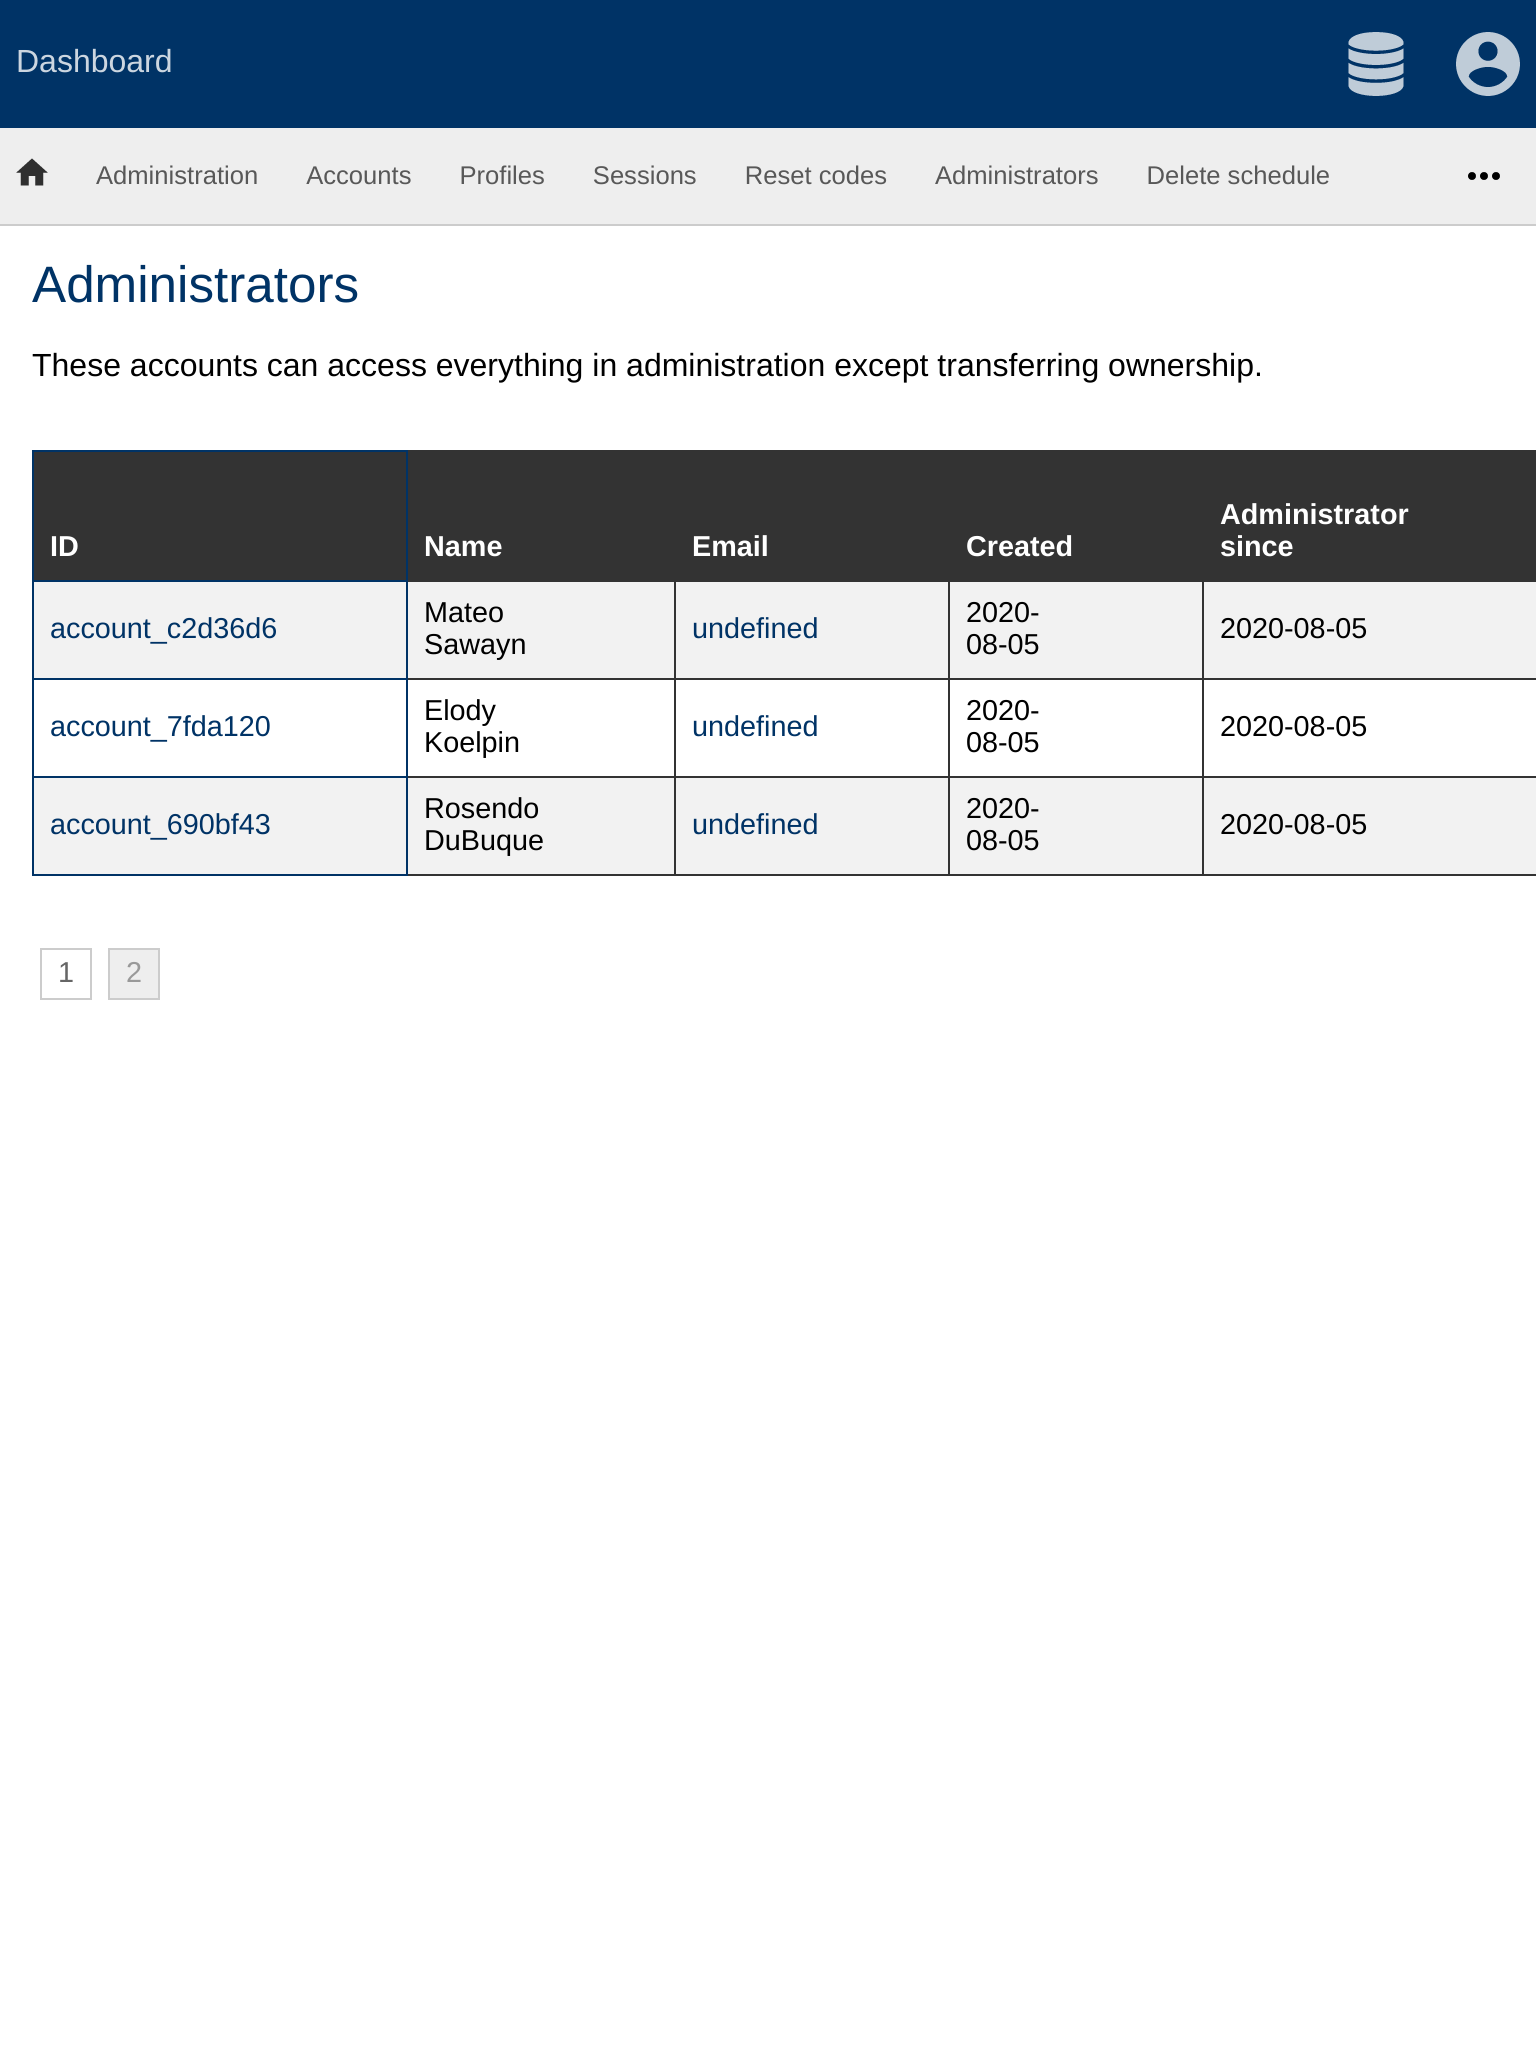 Dashboard
Administration Accounts Profiles Sessions Reset codes Administrators Delete schedule
Administrators
These accounts can access everything in administration except transferring ownership.
ID Name Email Created Administrator since
account_c2d36d6 Mateo Sawayn undefined 2020-08-05 2020-08-05
account_7fda120 Elody Koelpin undefined 2020-08-05 2020-08-05
account_690bf43 Rosendo DuBuque undefined 2020-08-05 2020-08-05
1 2